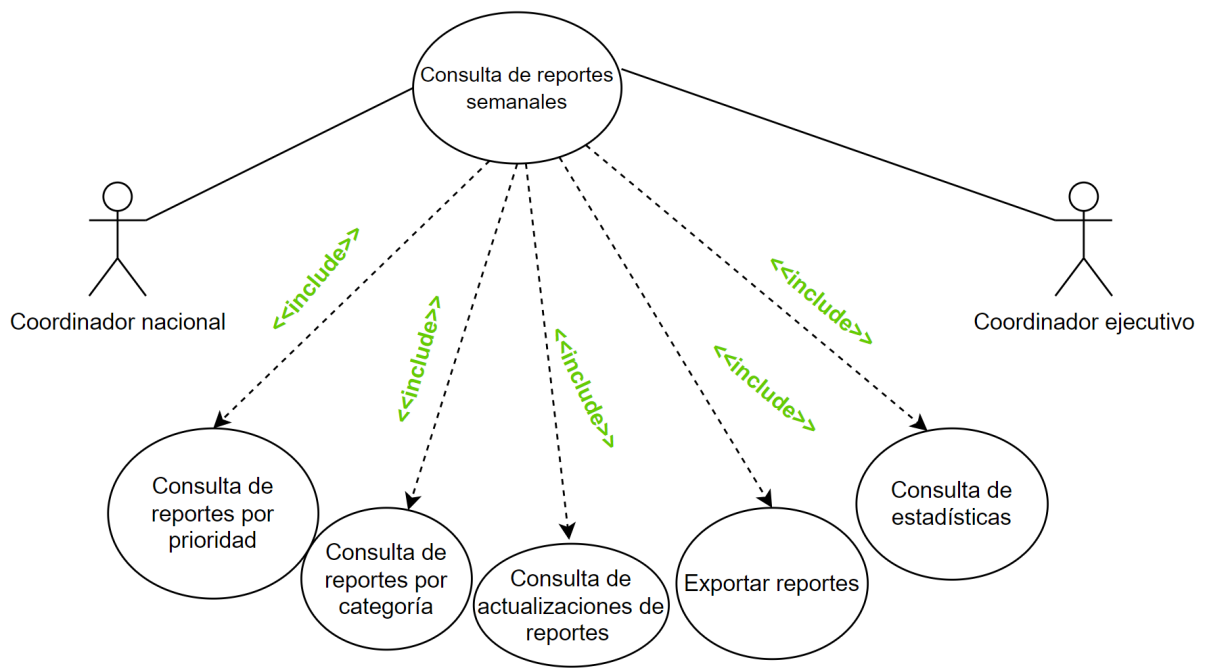 Consulta de reportes
semanales
Coordinador nacional
Coordinador ejecutivo
<<include>>
<<include>>
<<include>>
<<include>>
<<include>>
Consulta de
reportes por
prioridad
Consulta de
reportes por
categoría
Consulta de
actualizaciones de
reportes
Exportar reportes
Consulta de
estadísticas